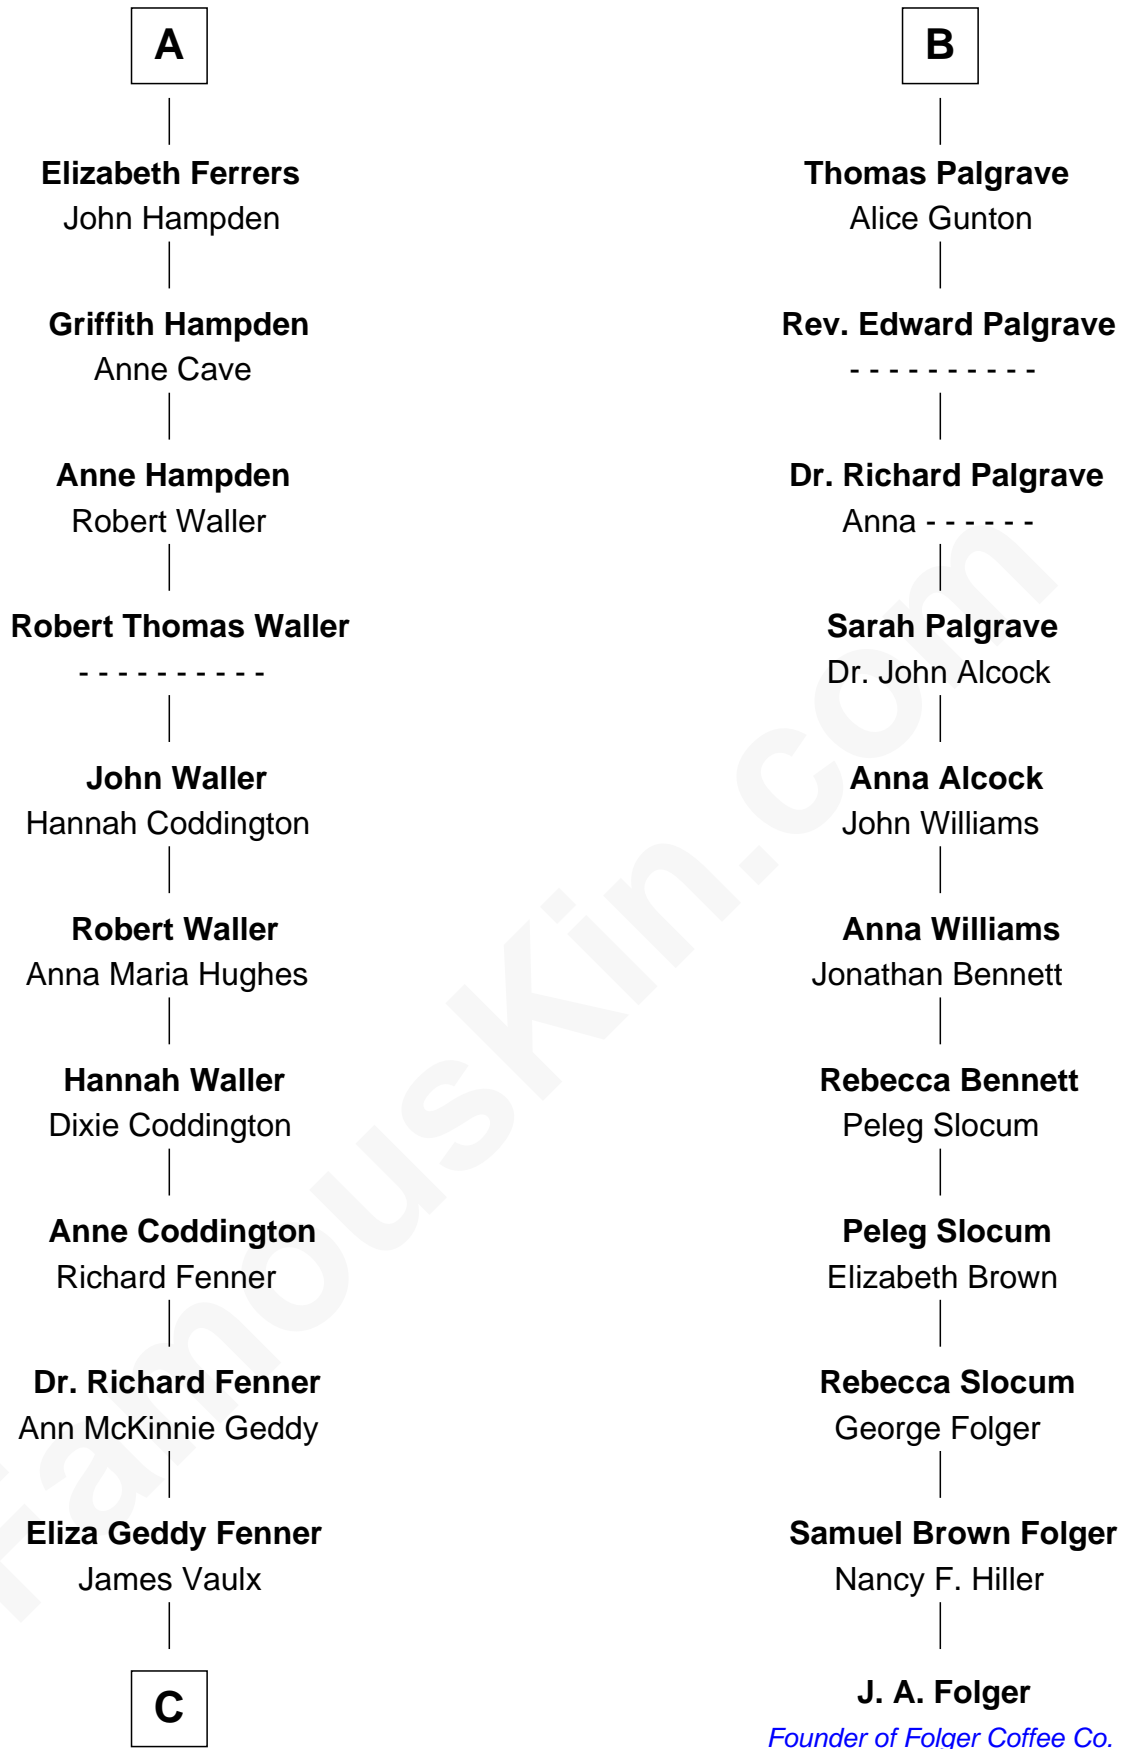 A
Elizabeth Ferrers
John Hampden
Griffith Hampden
Anne Cave
Anne Hampden
Robert Waller
Robert Thomas Waller
- - - - - - - - - -
John Waller
Hannah Coddington
Robert Waller
Anna Maria Hughes
Hannah Waller
Dixie Coddington
Anne Coddington
Richard Fenner
Dr. Richard Fenner
Ann McKinnie Geddy
Eliza Geddy Fenner
James Vaulx
C
B
Thomas Palgrave
Alice Gunton
Rev. Edward Palgrave
- - - - - - - - - -
Dr. Richard Palgrave
Anna - - - - - -
Sarah Palgrave
Dr. John Alcock
Anna Alcock
John Williams
Anna Williams
Jonathan Bennett
Rebecca Bennett
Peleg Slocum
Peleg Slocum
Elizabeth Brown
Rebecca Slocum
George Folger
Samuel Brown Folger
Nancy F. Hiller
J. A. Folger
Founder of Folger Coffee Co.
FamousKin.com